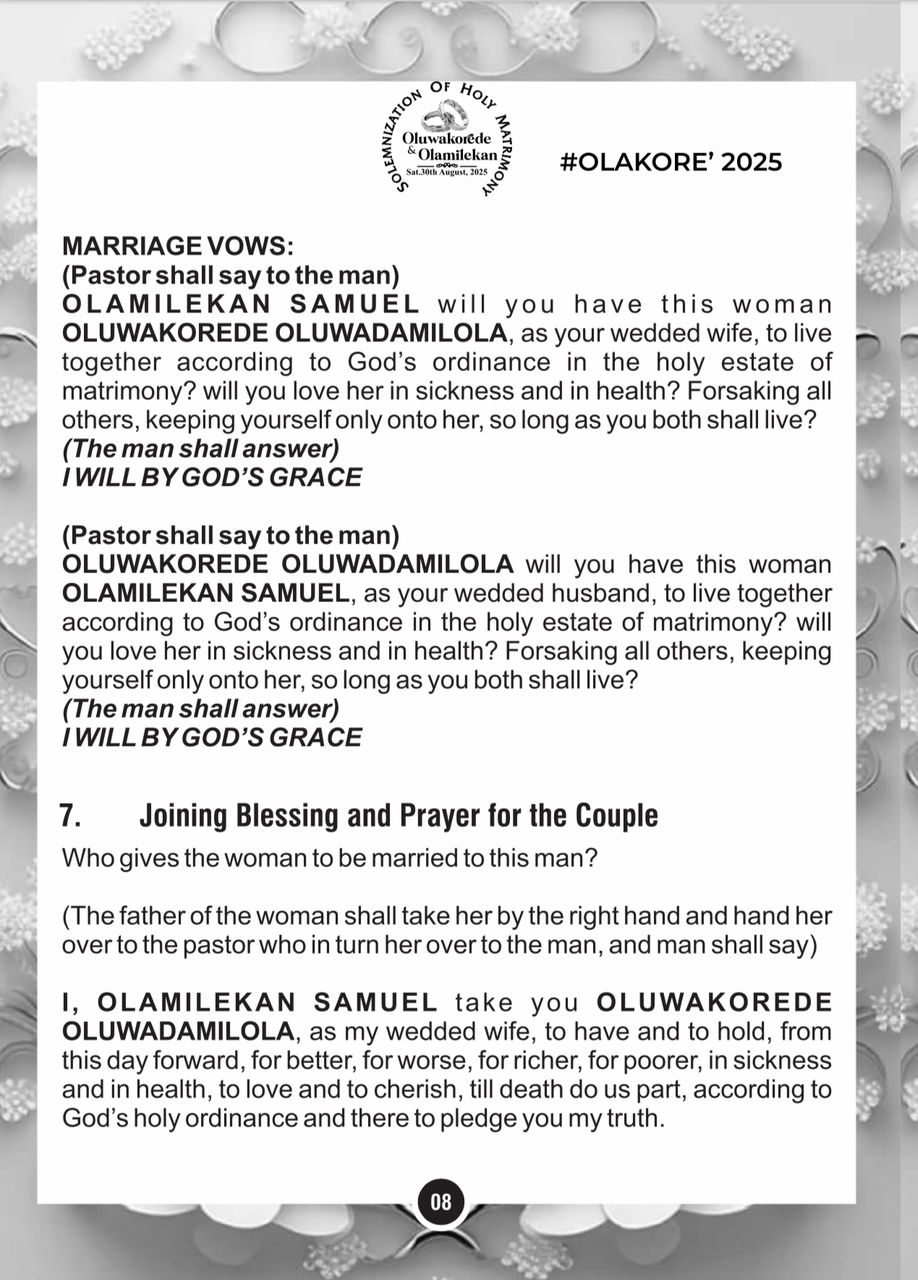 SOLEMNIZATION OF HOLY MATRIMONY
Oluwakorēde
& Olamilekan
Sat.30th August, 2025
#OLAKORE’ 2025
MARRIAGE VOWS:
(Pastor shall say to the man)
OLAMILEKAN SAMUEL will you have this woman
OLUWAKOREDE OLUWADAMILOLA, as your wedded wife, to live
together according to God’s ordinance in the holy estate of
matrimony? will you love her in sickness and in health? Forsaking all
others, keeping yourself only onto her, so long as you both shall live?
(The man shall answer)
I WILL BY GOD’S GRACE
(Pastor shall say to the man)
OLUWAKOREDE OLUWADAMILOLA will you have this woman
OLAMILEKAN SAMUEL, as your wedded husband, to live together
according to God’s ordinance in the holy estate of matrimony? will
you love her in sickness and in health? Forsaking all others, keeping
yourself only onto her, so long as you both shall live?
(The man shall answer)
I WILL BY GOD’S GRACE
7. Joining Blessing and Prayer for the Couple
Who gives the woman to be married to this man?
(The father of the woman shall take her by the right hand and hand her
over to the pastor who in turn her over to the man, and man shall say)
I, OLAMILEKAN SAMUEL take you OLUWAKOREDE
OLUWADAMILOLA, as my wedded wife, to have and to hold, from
this day forward, for better, for worse, for richer, for poorer, in sickness
and in health, to love and to cherish, till death do us part, according to
God’s holy ordinance and there to pledge you my truth.
08